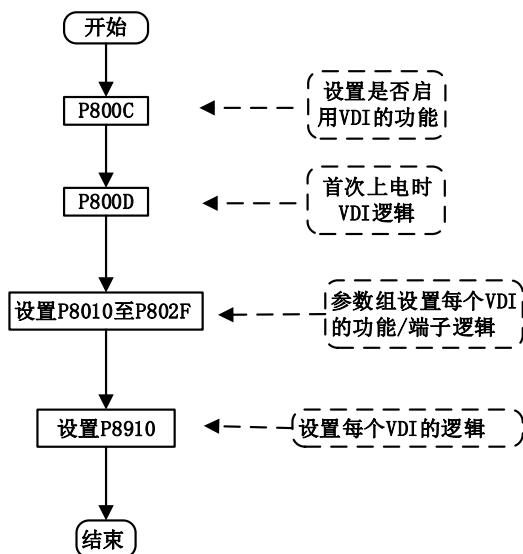 开始
P800C
设置是否启
用VDI的功能
P800D
首次上电时
VDI逻辑
设置P8010至P802F
参数组设置每个VDI
的功能/端子逻辑
设置P8910
设置每个VDI的逻辑
结束